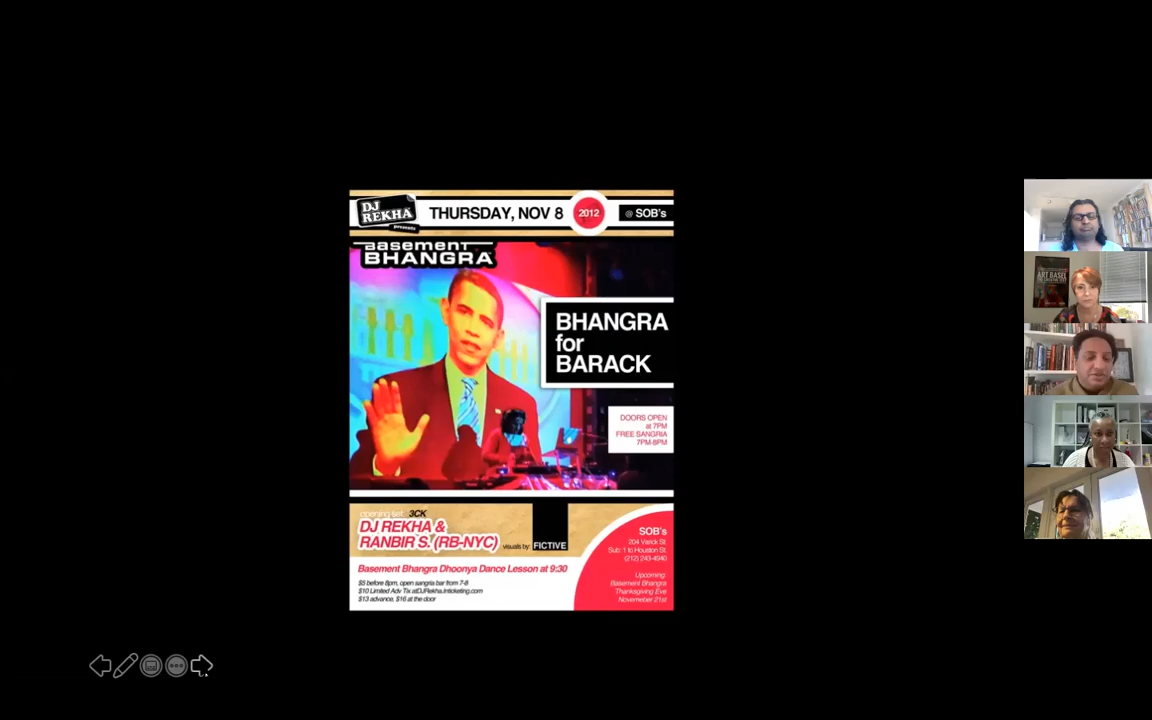 DJ
REKHA
presents
THURSDAY, NOV 8
2012
@ SOB's
BASEMENT
BHANGRA
BHANGRA
for
BARACK
DOORS OPEN
at 7PM
FREE SANGRIA
7PM-8PM
opening set: 3CK
DJ REKHA &
RANBIR S. (RB-NYC)
visuals by: FICTIVE
Basement Bhangra Dhoonya Dance Lesson at 9:30
$5 before 8pm, open sangria bar from 7-8
$10 Limited Adv Tix atDJRekha.Inticketing.com
$13 advance, $16 at the door
SOB's
204 Varick St.
Sub: 1 to Houston St.
(212) 243-4940
Upcoming:
Basement Bhangra
Thanksgiving Eve
Novemeber 21st
ART BASEL